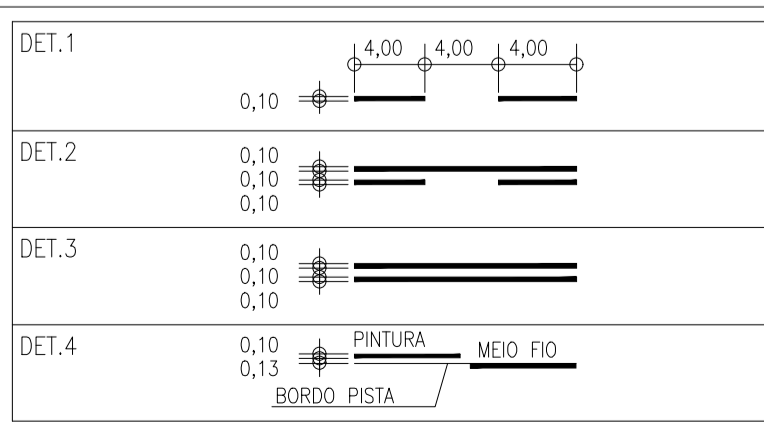 DET.1
4,00 4,00 4,00
0,10
DET.2
0,10
0,10
0,10
DET.3
0,10
0,10
0,10
DET.4
0,10
PINTURA
MEIO FIO
0,13
BORDO PISTA